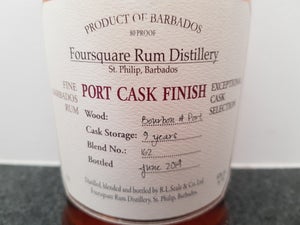 PRODUCT OF BARBADOS
80 PROOF
Foursquare Rum Distillery
St. Philip, Barbados
FINE BARBADOS RUM
PORT CASK FINISH
EXCEPTIONAL CASK SELECTION
Wood: Bourbon & Port
Cask Storage: 9 years
Blend No.: 162
Bottled June 2019
Distilled, blended and bottled by R.L. Seale & Co. Ltd
Foursquare Rum Distillery, St. Philip, Barbados